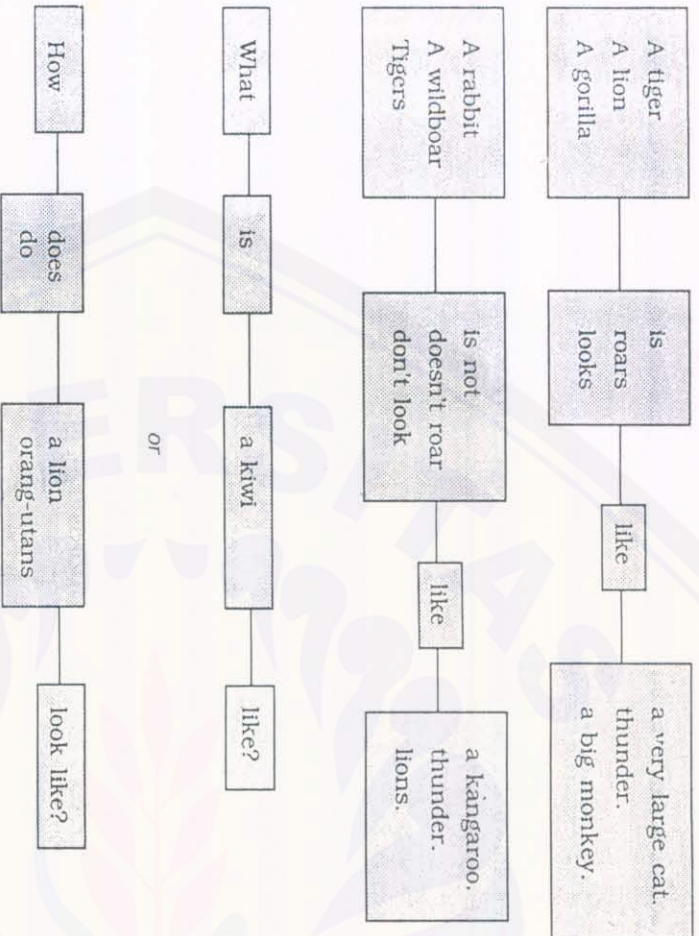 A tiger
A lion
A gorilla
is
roars
looks
like
a very large cat.
thunder.
a big monkey.
A rabbit
A wildboar
Tigers
is not
doesn't roar
don't look
like
a kangaroo.
thunder.
lions.
What
is
a kiwi
like?
or
How
does
do
a lion
orang-utans
look like?
ERSITAS